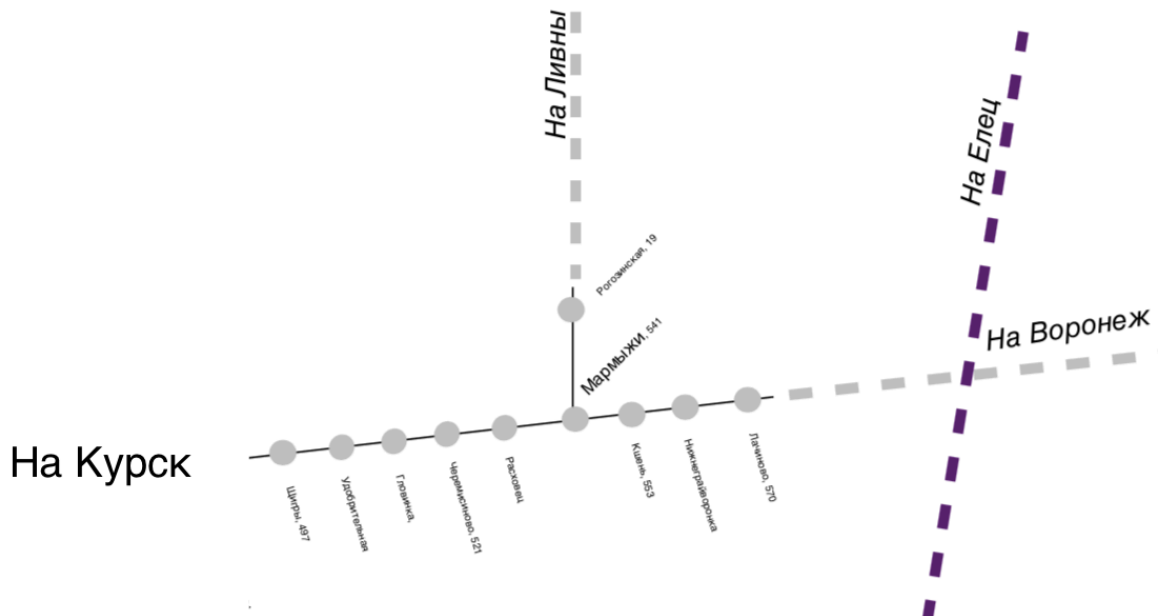 На Ливны
На Елец
На Воронеж
Рогозинская, 19
Мармыжи, 541
На Курск
Щигры, 497
Удобрительная
Гловинка,
Черемисиново, 521
Расховец
Кшень, 553
Нижнеграйворонка
Лачиново, 570